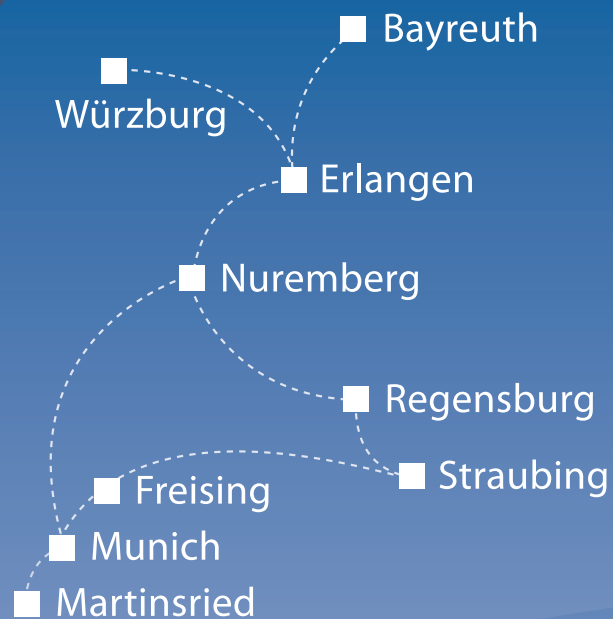 Bayreuth
Würzburg
Erlangen
Nuremberg
Regensburg
Straubing
Freising
Munich
Martinsried